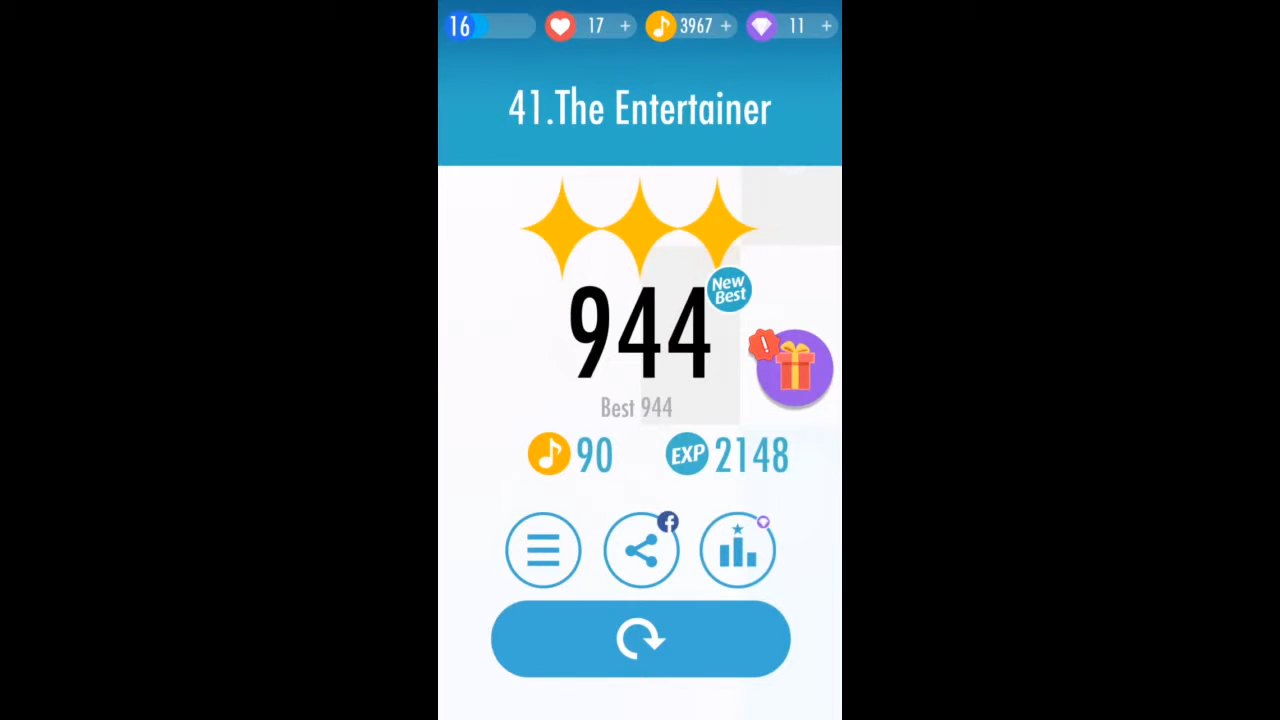 16 17 + 3967 + 11 +
41.The Entertainer
New
Best
944
!
Best 944
90 EXP 2148
f